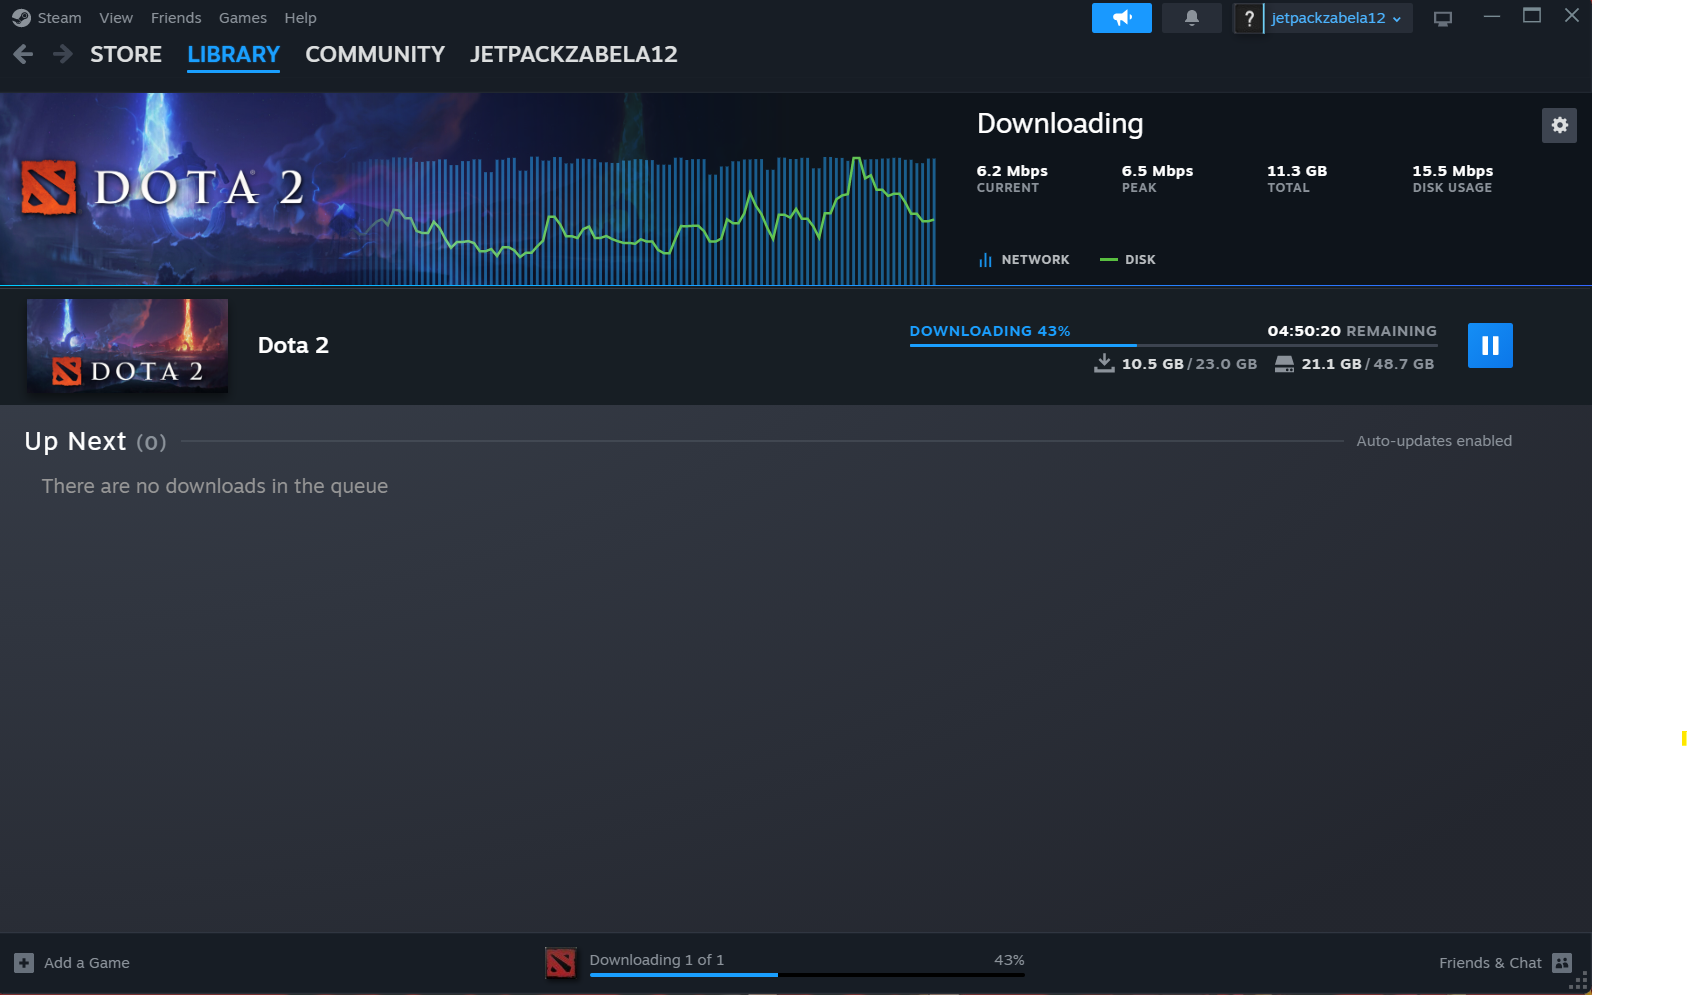 Steam View Friends Games Help
? jetpackzabela12
STORE LIBRARY COMMUNITY JETPACKZABELA12
DOTA 2
Downloading
6.2 Mbps 6.5 Mbps 11.3 GB 15.5 Mbps
CURRENT PEAK TOTAL DISK USAGE
NETWORK DISK
DOTA 2
Dota 2
DOWNLOADING 43% 04:50:20 REMAINING
10.5 GB / 23.0 GB 21.1 GB / 48.7 GB
Up Next (0) Auto-updates enabled
There are no downloads in the queue
Add a Game
Downloading 1 of 1 43%
Friends & Chat